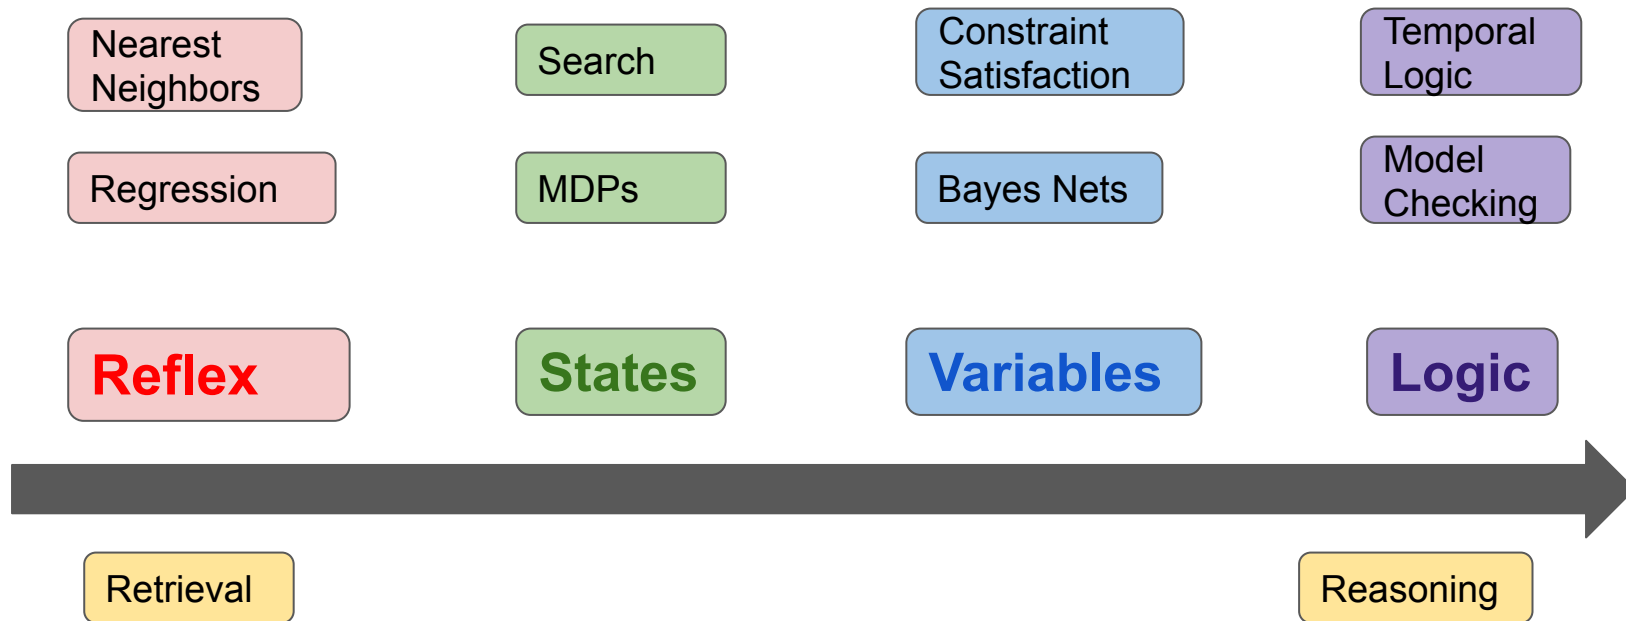 Nearest
Neighbors
Search
Constraint
Satisfaction
Temporal
Logic
Regression
MDPs
Bayes Nets
Model
Checking
Reflex
States
Variables
Logic
Retrieval
Reasoning